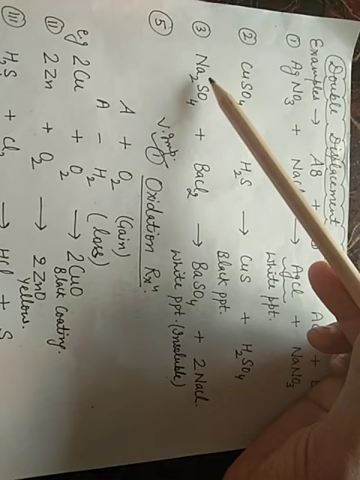 Double Displacement
Examples → AB +
① AgNO3 + NaCl → AgCl + NaNO3
White ppt.
② CuSO4 H2S → CuS + H2SO4
Black ppt.
③ Na2SO4 + BaCl2 → BaSO4 + 2NaCl.
White ppt. (Insoluble)
⑤ V. Imp. Oxidation Rxn.
A + O2 (Gain)
A - H2 (loss)
eg 2Cu + O2 → 2CuO
Black Coating.
(ii) 2Zn + O2 → 2ZnO
Yellow.
(iii) H2S + Cl2 → HCl + S